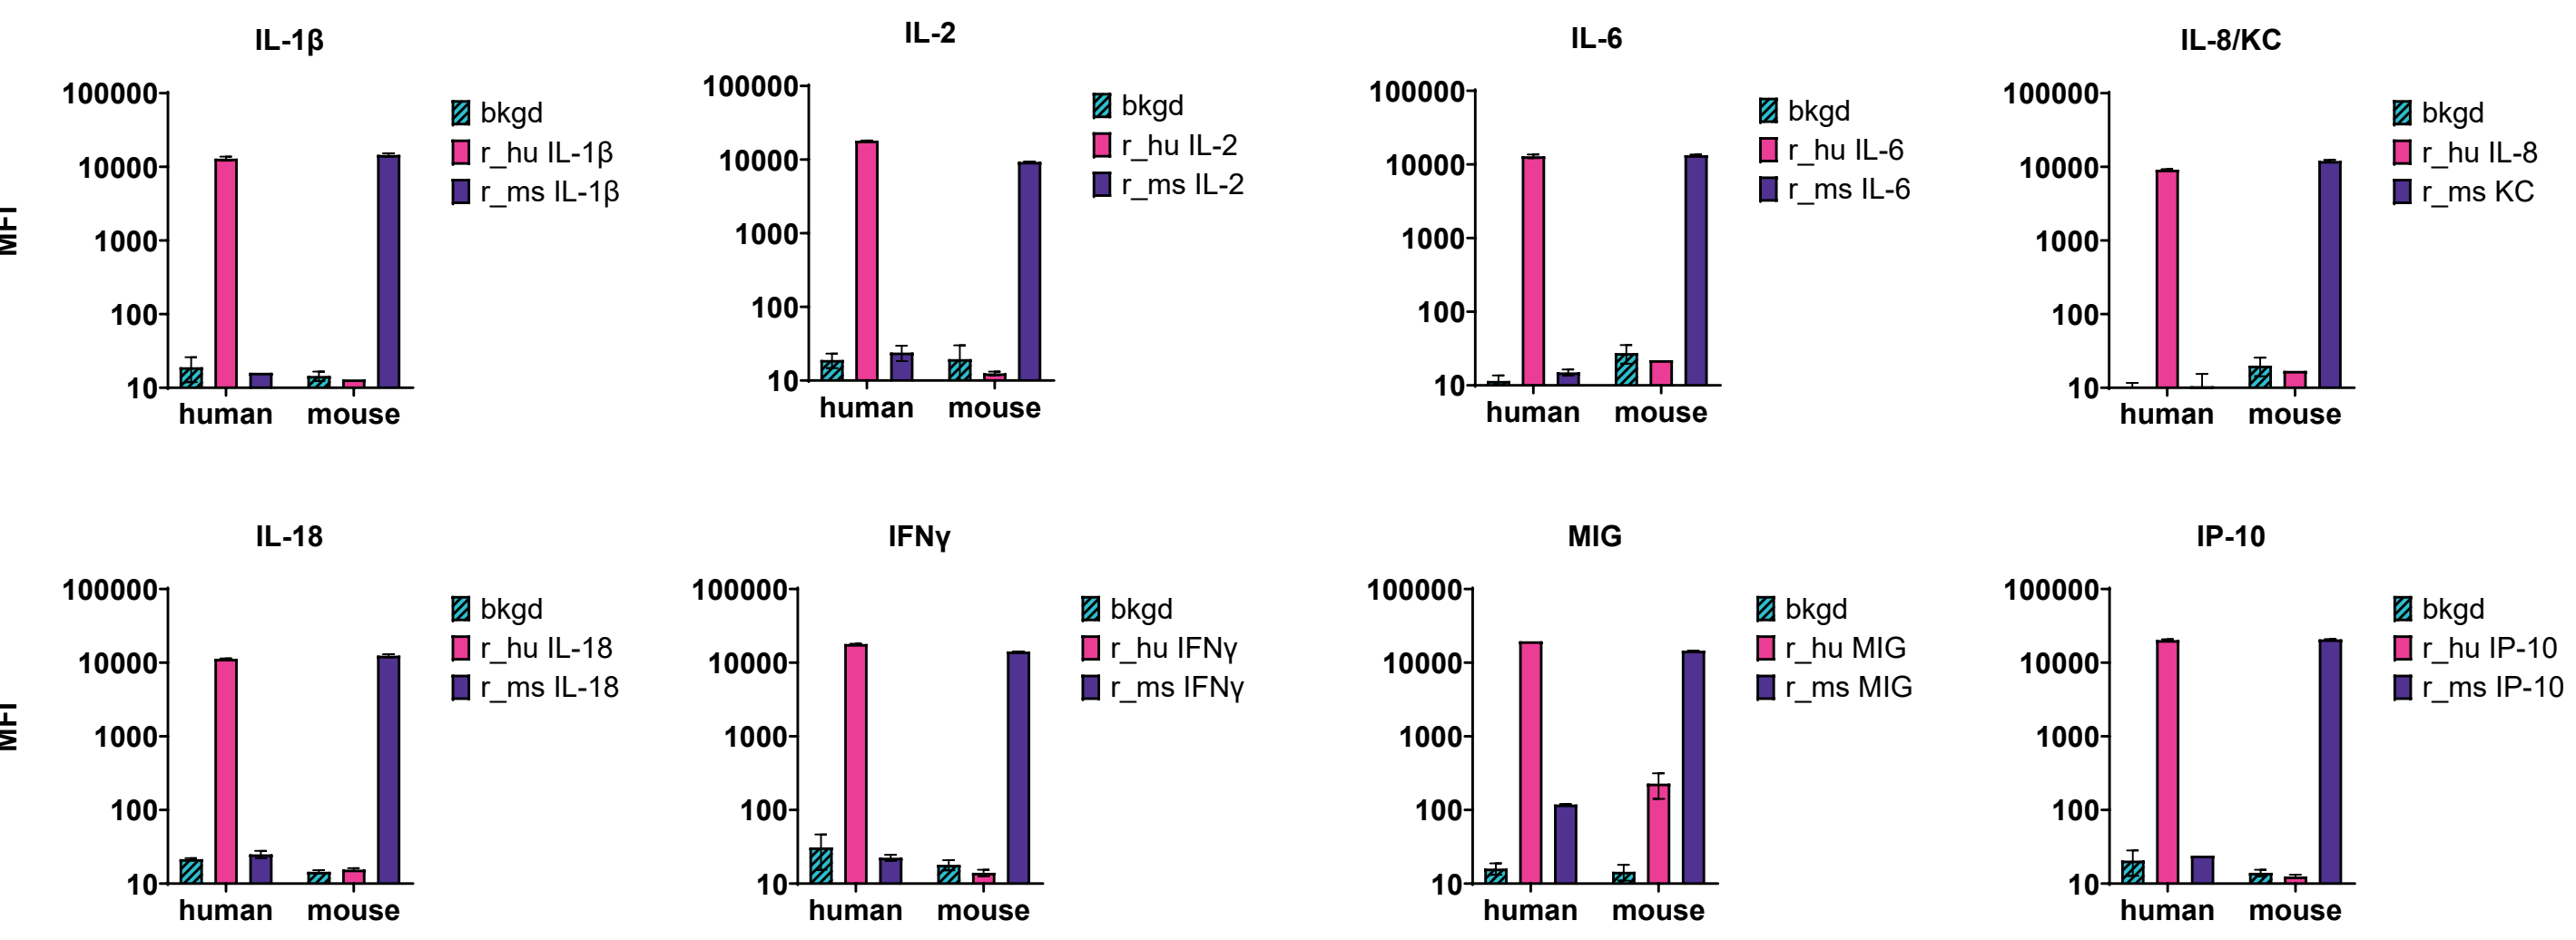 IL-1β
IL-2
IL-6
IL-8/KC
MFI
100000
10000
1000
100
10
human
mouse
bkgd
r_hu IL-1β
r_ms IL-1β
100000
10000
1000
100
10
human
mouse
bkgd
r_hu IL-2
r_ms IL-2
100000
10000
1000
100
10
human
mouse
bkgd
r_hu IL-6
r_ms IL-6
100000
10000
1000
100
10
human
mouse
bkgd
r_hu IL-8
r_ms KC
IL-18
IFNγ
MIG
IP-10
MFI
100000
10000
1000
100
10
human
mouse
bkgd
r_hu IL-18
r_ms IL-18
100000
10000
1000
100
10
human
mouse
bkgd
r_hu IFNγ
r_ms IFNγ
100000
10000
1000
100
10
human
mouse
bkgd
r_hu MIG
r_ms MIG
100000
10000
1000
100
10
human
mouse
bkgd
r_hu IP-10
r_ms IP-10